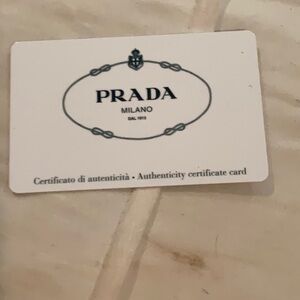 PRADA
MILANO
DAL 1913
Certificato di autenticità • Authenticity certificate card